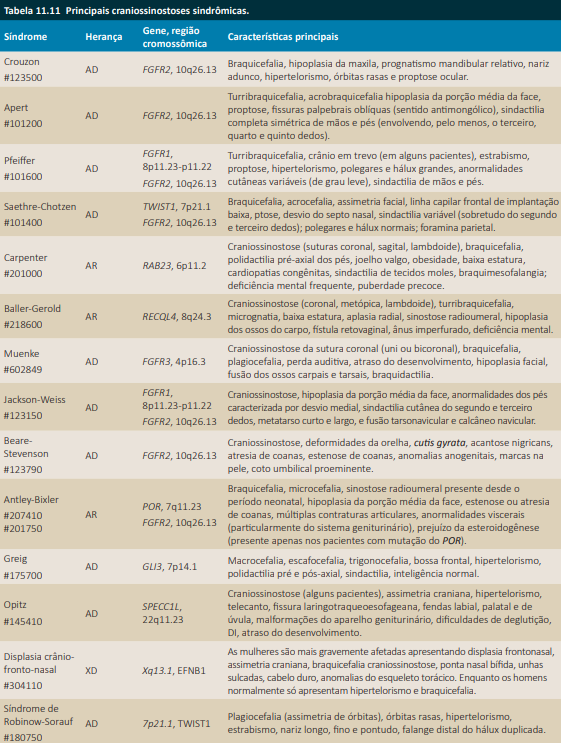 Tabela 11.11 Principais craniossinostoses sindrômicas.
Síndrome Herança Gene, região cromossômica Características principais
Crouzon
#123500
AD
FGFR2, 10q26.13
Braquicefalia, hipoplasia da maxila, prognatismo mandibular relativo, nariz
adunco, hipertelorismo, órbitas rasas e proptose ocular.
Apert
#101200
AD
FGFR2, 10q26.13
Turribraquicefalia, acrobraquicefalia hipoplasia da porção média da face,
proptose, fissuras palpebrais oblíquas (sentido antimongólico), sindactilia
completa simétrica de mãos e pés (envolvendo, pelo menos, o terceiro,
quarto e quinto dedos).
Pfeiffer
#101600
AD
FGFR1,
8p11.23-p11.22
FGFR2, 10q26.13
Turribraquicefalia, crânio em trevo (em alguns pacientes), estrabismo,
proptose, hipertelorismo, polegares e hálux grandes, anormalidades
cutâneas variáveis (de grau leve), sindactilia de mãos e pés.
Saethre-Chotzen
#101400
AD
TWIST1, 7p21.1
FGFR2, 10q26.13
Braquicefalia, acrocefalia, assimetria facial, linha capilar frontal de implantação
baixa, ptose, desvio do septo nasal, sindactilia variável (sobretudo do segundo
e terceiro dedos); polegares e hálux normais; foramina parietal.
Carpenter
#201000
AR
RAB23, 6p11.2
Craniossinostose (suturas coronal, sagital, lambdoide), braquicefalia,
polidactilia pré-axial dos pés, joelho valgo, obesidade, baixa estatura,
cardiopatias congênitas, sindactilia de tecidos moles, braquimesofalangia;
deficiência mental frequente, puberdade precoce.
Baller-Gerold
#218600
AR
RECQL4, 8q24.3
Craniossinostose (coronal, metópica, lambdoide), turribraquicefalia,
micrognatia, baixa estatura, aplasia radial, sinostose radioumeral, hipoplasia
dos ossos do carpo, fístula retovaginal, ânus imperfurado, deficiência mental.
Muenke
#602849
AD
FGFR3, 4p16.3
Craniossinostose da sutura coronal (uni ou bicoronal), braquicefalia,
plagiocefalia, perda auditiva, atraso do desenvolvimento, hipoplasia facial,
fusão dos ossos carpais e tarsais, braquidactilia.
Jackson-Weiss
#123150
AD
FGFR1,
8p11.23-p11.22
FGFR2, 10q26.13
Craniossinostose, hipoplasia da porção média da face, anormalidades dos pés
caracterizada por desvio medial, sindactilia cutânea do segundo e terceiro
dedos, metatarso curto e largo, e fusão tarsonavicular e calcâneo navicular.
Beare-
Stevenson
#123790
AD
FGFR2, 10q26.13
Craniossinostose, deformidades da orelha, cutis gyrata, acantose nigricans,
atresia de coanas, estenose de coanas, anomalias anogenitais, marcas na
pele, coto umbilical proeminente.
Antley-Bixler
#207410
#201750
AR
POR, 7q11.23
FGFR2, 10q26.13
Braquicefalia, microcefalia, sinostose radioumeral presente desde o
período neonatal, hipoplasia da porção média da face, estenose ou atresia
de coanas, múltiplas contraturas articulares, anormalidades viscerais
(particularmente do sistema geniturinário), prejuízo da esteroidogênese
(presente apenas nos pacientes com mutação do POR).
Greig
#175700
AD
GLI3, 7p14.1
Macrocefalia, escafocefalia, trigonocefalia, bossa frontal, hipertelorismo,
polidactilia pré e pós-axial, sindactilia, inteligência normal.
Opitz
#145410
AD
SPECC1L,
22q11.23
Craniossinostose (alguns pacientes), assimetria craniana, hipertelorismo,
telecanto, fissura laringotraqueoesofageana, fendas labial, palatal e de
úvula, malformações do aparelho geniturinário, dificuldades de deglutição,
DI, atraso do desenvolvimento.
Displasia crânio-
fronto-nasal
#304110
XD
Xq13.1, EFNB1
As mulheres são mais gravemente afetadas apresentando displasia frontonasal,
assimetria craniana, braquicefalia craniossinostose, ponta nasal bífida, unhas
sulcadas, cabelo duro, anomalias do esqueleto torácico. Enquanto os homens
normalmente só apresentam hipertelorismo e braquicefalia.
Síndrome de
Robinow-Sorauf
#180750
AD
7p21.1, TWIST1
Plagiocefalia (assimetria de órbitas), órbitas rasas, hipertelorismo,
estrabismo, nariz longo, fino e pontudo, falange distal do hálux duplicada.